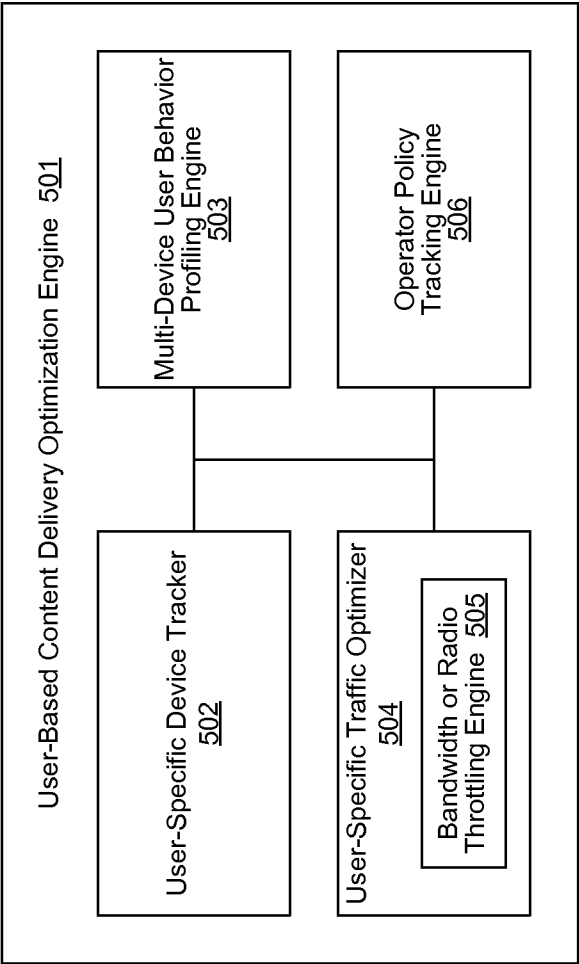 User-Based Content Delivery Optimization Engine 501
User-Specific Device Tracker
502
Multi-Device User Behavior
Profiling Engine
503
User-Specific Traffic Optimizer
504
Bandwidth or Radio
Throttling Engine 505
Operator Policy
Tracking Engine
506